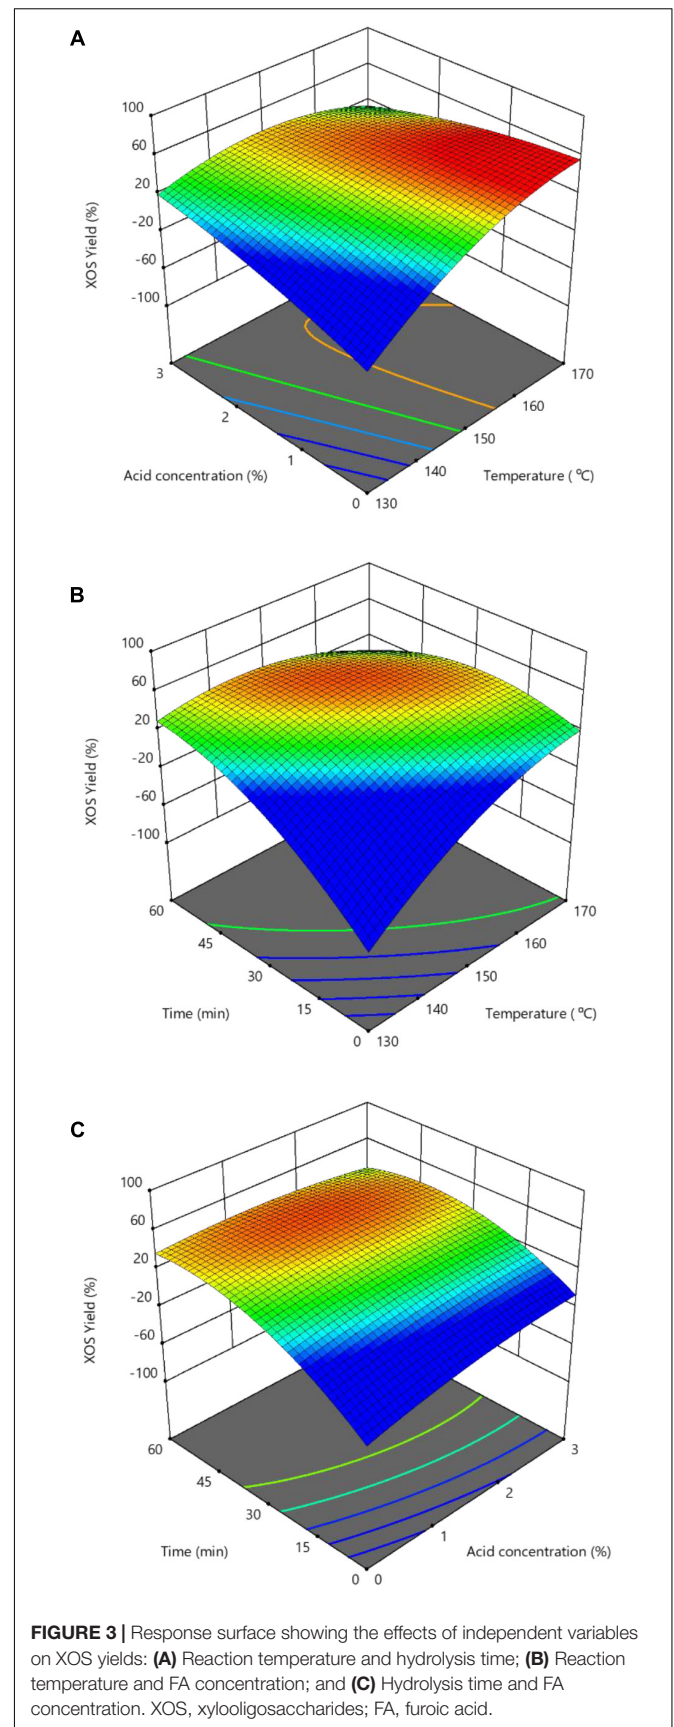 A
100
60
20
-20
-60
-100
XOS Yield (%)
3
2
1
0
Acid concentration (%)
130
140
150
160
170
Temperature ( °C)
B
100
60
20
-20
-60
-100
XOS Yield (%)
60
45
30
15
0
Time (min)
130
140
150
160
170
Temperature ( °C)
C
100
60
20
-20
-60
-100
XOS Yield (%)
60
45
30
15
0
Time (min)
0
1
2
3
Acid concentration (%)
FIGURE 3 | Response surface showing the effects of independent variables
on XOS yields: (A) Reaction temperature and hydrolysis time; (B) Reaction
temperature and FA concentration; and (C) Hydrolysis time and FA
concentration. XOS, xylooligosaccharides; FA, furoic acid.